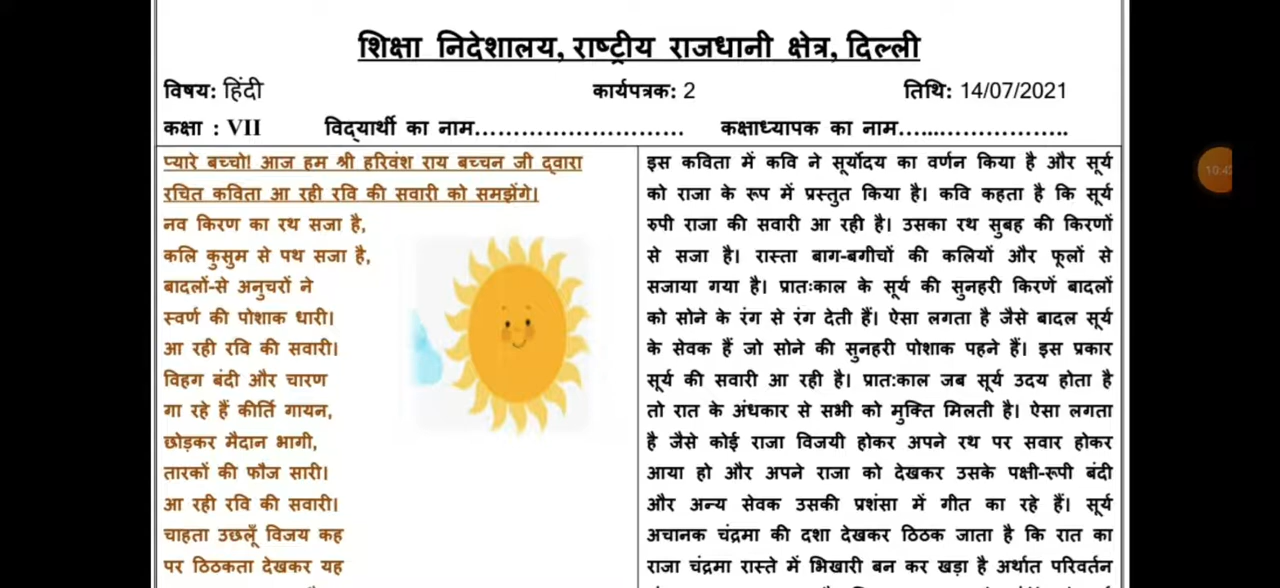 शिक्षा निदेशालय, राष्ट्रीय राजधानी क्षेत्र, दिल्ली
विषय: हिंदी कार्यपत्रक: 2 तिथि: 14/07/2021
कक्षा : VII विद्यार्थी का नाम............................ कक्षाध्यापक का नाम......................
प्यारे बच्चो! आज हम श्री हरिवंश राय बच्चन जी द्वारा
रचित कविता आ रही रवि की सवारी को समझेंगे।
नव किरण का रथ सजा है,
कलि कुसुम से पथ सजा है,
बादलों-से अनुचरों ने
स्वर्ण की पोशाक धारी।
आ रही रवि की सवारी।
विहग बंदी और चारण
गा रहे हैं कीर्ति गायन,
छोड़कर मैदान भागी,
तारकों की फौज सारी।
आ रही रवि की सवारी।
चाहता उछलूँ विजय कह
पर ठिठकता देखकर यह
इस कविता में कवि ने सूर्योदय का वर्णन किया है और सूर्य
को राजा के रूप में प्रस्तुत किया है। कवि कहता है कि सूर्य
रुपी राजा की सवारी आ रही है। उसका रथ सुबह की किरणों
से सजा है। रास्ता बाग-बगीचों की कलियों और फूलों से
सजाया गया है। प्रातःकाल के सूर्य की सुनहरी किरणें बादलों
को सोने के रंग से रंग देती हैं। ऐसा लगता है जैसे बादल सूर्य
के सेवक हैं जो सोने की सुनहरी पोशाक पहने हैं। इस प्रकार
सूर्य की सवारी आ रही है। प्रात:काल जब सूर्य उदय होता है
तो रात के अंधकार से सभी को मुक्ति मिलती है। ऐसा लगता
है जैसे कोई राजा विजयी होकर अपने रथ पर सवार होकर
आया हो और अपने राजा को देखकर उसके पक्षी-रूपी बंदी
और अन्य सेवक उसकी प्रशंसा में गीत का रहे हैं। सूर्य
अचानक चंद्रमा की दशा देखकर ठिठक जाता है कि रात का
राजा चंद्रमा रास्ते में भिखारी बन कर खड़ा है अर्थात परिवर्तन